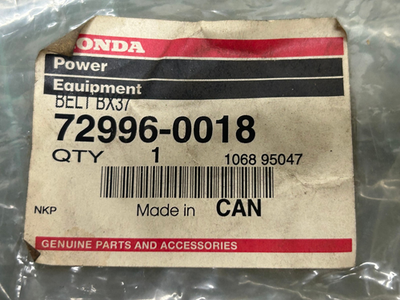 HONDA
Power
Equipment
BELT BX37
72996-0018
QTY 1 1068 95047
NKP Made in CAN
GENUINE PARTS AND ACCESSORIES